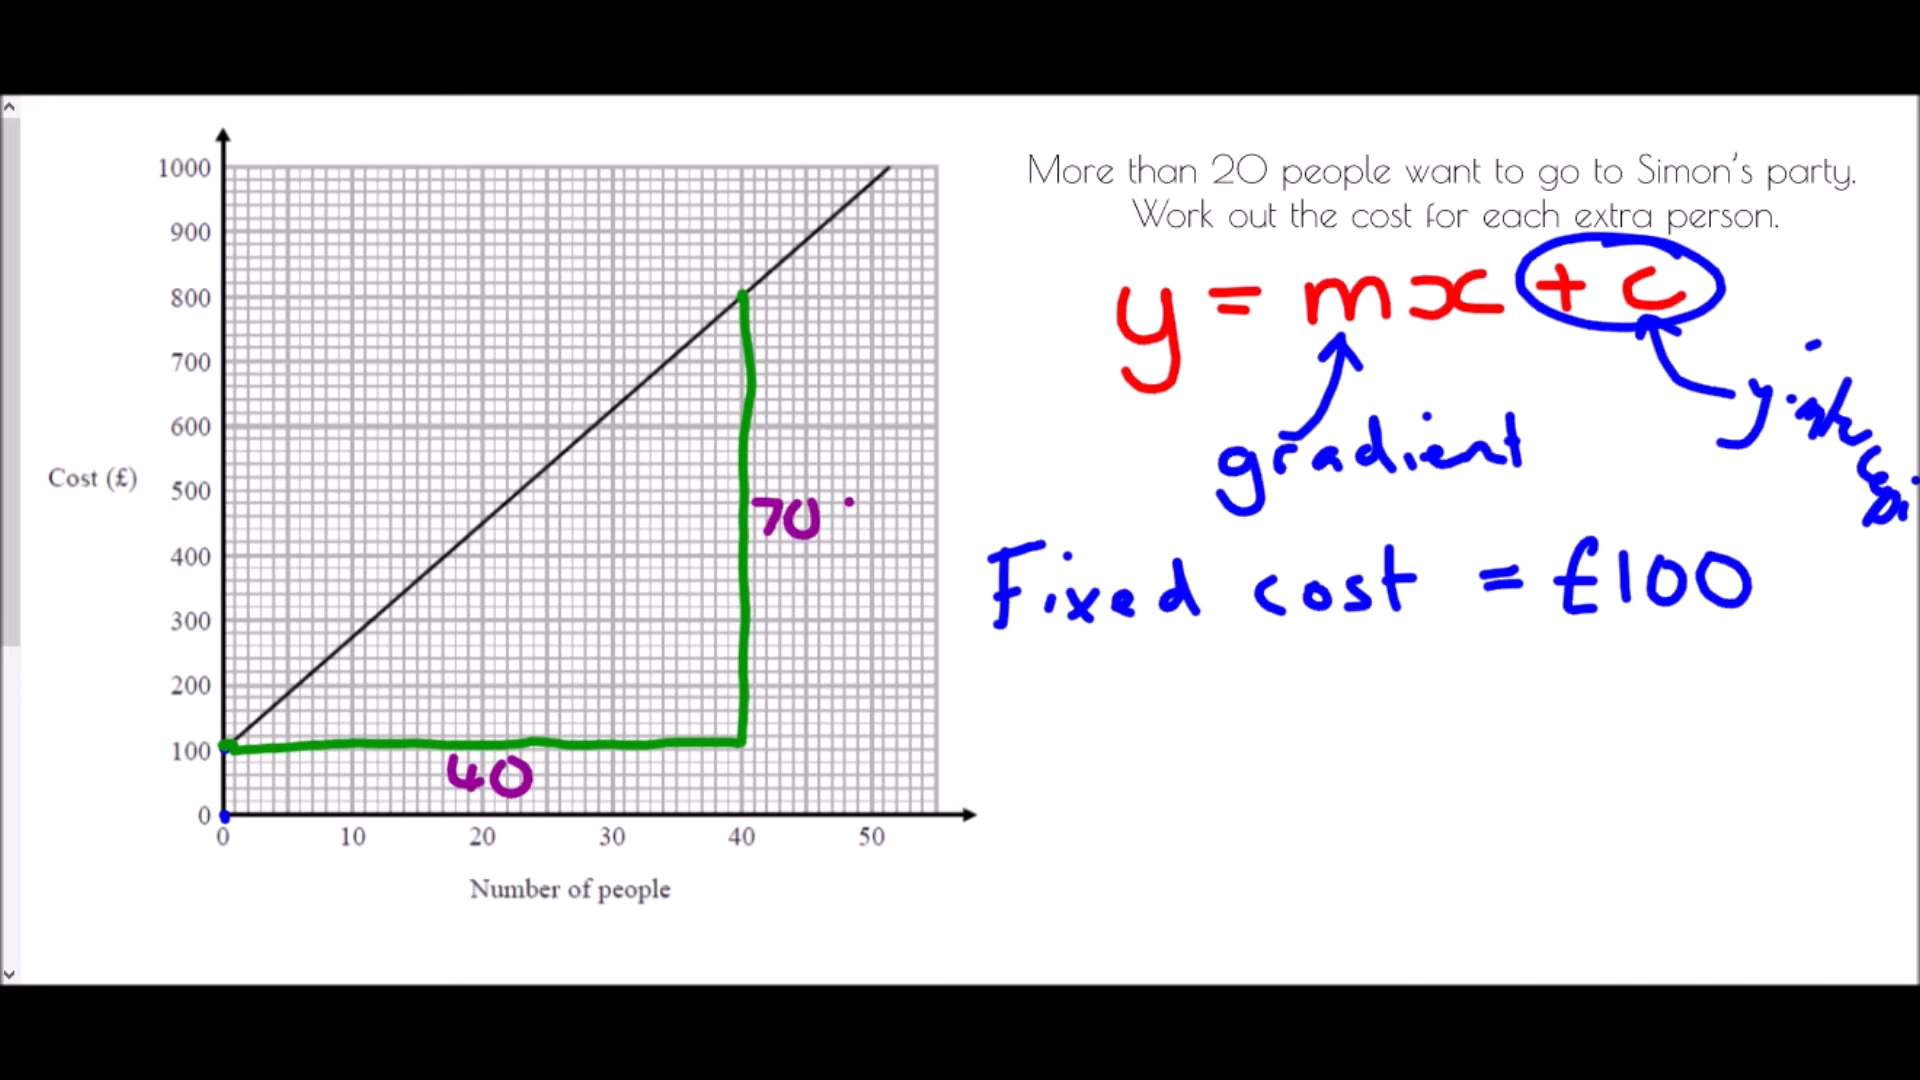 More than 20 people want to go to Simon's party.
Work out the cost for each extra person.
y = mx + c
gradient
Fixed cost = £100
1000
900
800
700
600
500
400
300
200
100
0
Cost (£)
70
40
0 10 20 30 40 50
Number of people